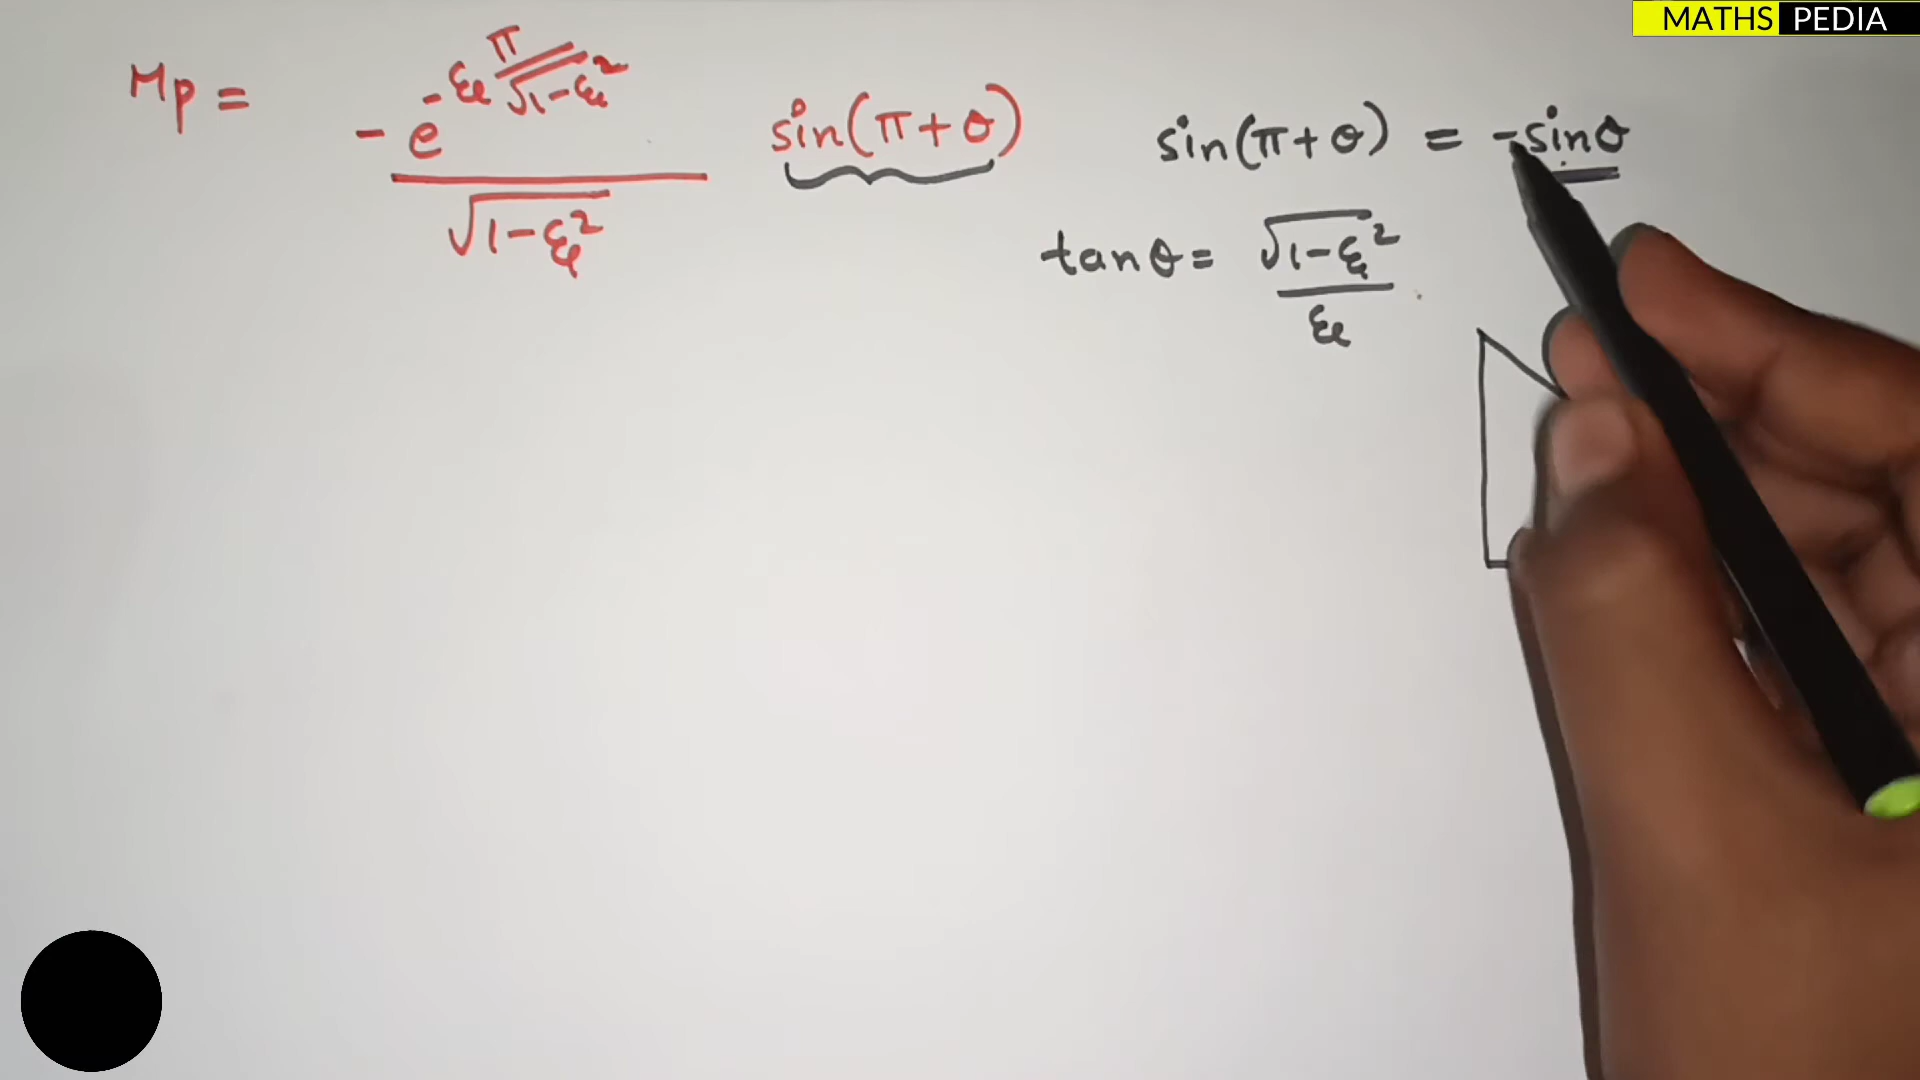 MATHS PEDIA
Mp = - e^{-ξ π/√(1-ξ²)} / √(1-ξ²) sin(π+θ)
sin(π+θ) = -sinθ
tanθ = √(1-ξ²) / ξ